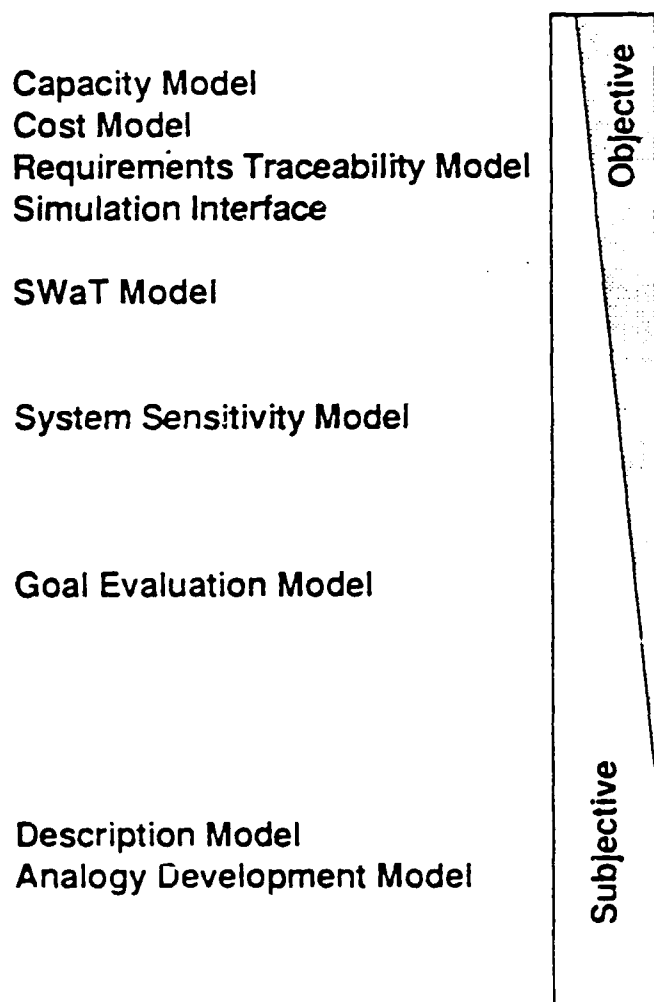 Capacity Model
Cost Model
Requirements Traceability Model
Simulation Interface
SWaT Model
System Sensitivity Model
Goal Evaluation Model
Description Model
Analogy Development Model
Objective
Subjective